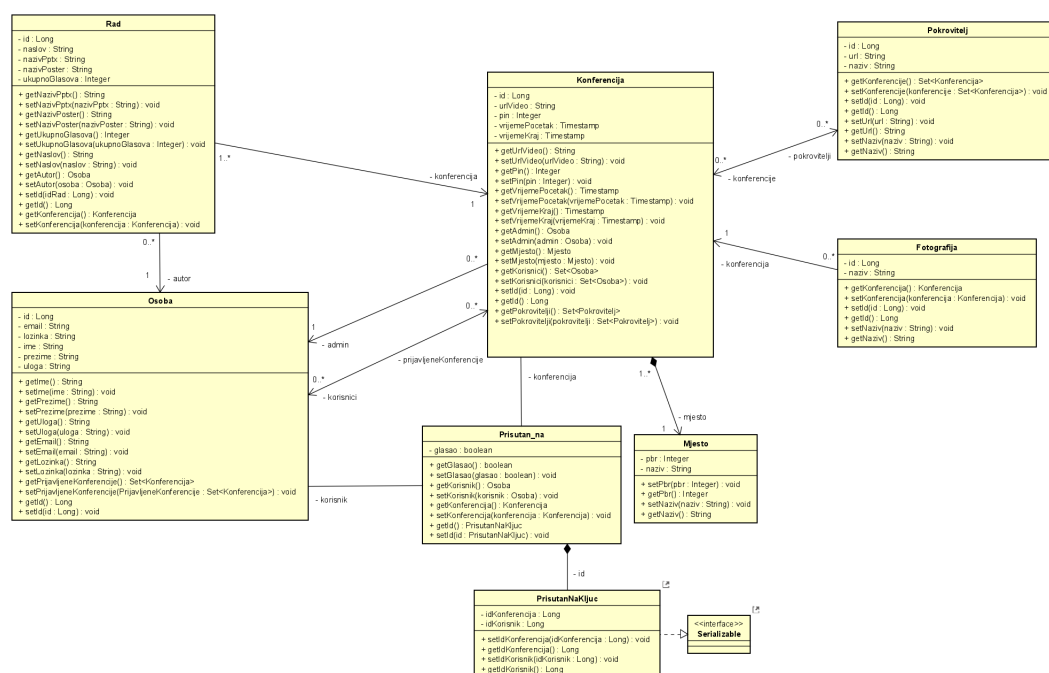 Rad
- id : Long
- naslov : String
- nazivPptx : String
- nazivPoster : String
- ukupnoGlasova : Integer
+ getNazivPptx() : String
+ setNazivPptx(nazivPptx : String) : void
+ getNazivPoster() : String
+ setNazivPoster(nazivPoster : String) : void
+ getUkupnoGlasova() : Integer
+ setUkupnoGlasova(ukupnoGlasova : Integer) : void
+ getNaslov() : String
+ setNaslov(naslov : String) : void
+ getAutor() : Osoba
+ setAutor(osoba : Osoba) : void
+ setId(idRad : Long) : void
+ getId() : Long
+ getKonferencija() : Konferencija
+ setKonferencija(konferencija : Konferencija) : void
1..*
- konferencija
1
0..*
1
- autor
Osoba
- id : Long
- email : String
- lozinka : String
- ime : String
- prezime : String
- uloga : String
+ getIme() : String
+ setIme(ime : String) : void
+ getPrezime() : String
+ setPrezime(prezime : String) : void
+ getUloga() : String
+ setUloga(uloga : String) : void
+ getEmail() : String
+ setEmail(email : String) : void
+ getLozinka() : String
+ setLozinka(lozinka : String) : void
+ getPrijavljeneKonferencije() : Set<Konferencija>
+ setPrijavljeneKonferencije(PrijavljeneKonferencije : Set<Konferencija>) : void
+ getId() : Long
+ setId(id : Long) : void
Konferencija
- id : Long
- urlVideo : String
- pin : Integer
- vrijemePocetak : Timestamp
- vrijemeKraj : Timestamp
+ getUrlVideo() : String
+ setUrlVideo(urlVideo : String) : void
+ getPin() : Integer
+ setPin(pin : Integer) : void
+ getVrijemePocetak() : Timestamp
+ setVrijemePocetak(vrijemePocetak : Timestamp) : void
+ getVrijemeKraj() : Timestamp
+ setVrijemeKraj(vrijemeKraj : Timestamp) : void
+ getAdmin() : Osoba
+ setAdmin(admin : Osoba) : void
+ getMjesto() : Mjesto
+ setMjesto(mjesto : Mjesto) : void
+ getKorisnici() : Set<Osoba>
+ setKorisnici(korisnici : Set<Osoba>) : void
+ setId(id : Long) : void
+ getId() : Long
+ getPokrovitelji() : Set<Pokrovitelj>
+ setPokrovitelji(pokrovitelji : Set<Pokrovitelj>) : void
0..*
1
- admin
0..*
- prijavljeneKonferencije
0..*
- korisnici
- konferencija
1..*
- mjesto
1
Pokrovitelj
- id : Long
- url : String
- naziv : String
+ getKonferencije() : Set<Konferencija>
+ setKonferencije(konferencije : Set<Konferencija>) : void
+ setId(id : Long) : void
+ getId() : Long
+ setUrl(url : String) : void
+ getUrl() : String
+ setNaziv(naziv : String) : void
+ getNaziv() : String
0..*
- pokrovitelji
0..*
- konferencije
1
- konferencija
0..*
Fotografija
- id : Long
- naziv : String
+ getKonferencija() : Konferencija
+ setKonferencija(konferencija : Konferencija) : void
+ setId(id : Long) : void
+ getId() : Long
+ setNaziv(naziv : String) : void
+ getNaziv() : String
Prisutan_na
- glasao : boolean
+ getGlasao() : boolean
+ setGlasao(glasao : boolean) : void
+ getKorisnik() : Osoba
+ setKorisnik(korisnik : Osoba) : void
+ getKonferencija() : Konferencija
+ setKonferencija(konferencija : Konferencija) : void
+ getId() : PrisutanNaKljuc
+ setId(id : PrisutanNaKljuc) : void
- korisnik
Mjesto
- pbr : Integer
- naziv : String
+ setPbr(pbr : Integer) : void
+ getPbr() : Integer
+ setNaziv(naziv : String) : void
+ getNaziv() : String
- id
PrisutanNaKljuc
- idKonferencija : Long
- idKorisnik : Long
+ setIdKonferencija(idKonferencija : Long) : void
+ getIdKonferencija() : Long
+ setIdKorisnik(idKorisnik : Long) : void
+ getIdKorisnik() : Long
<<interface>>
Serializable